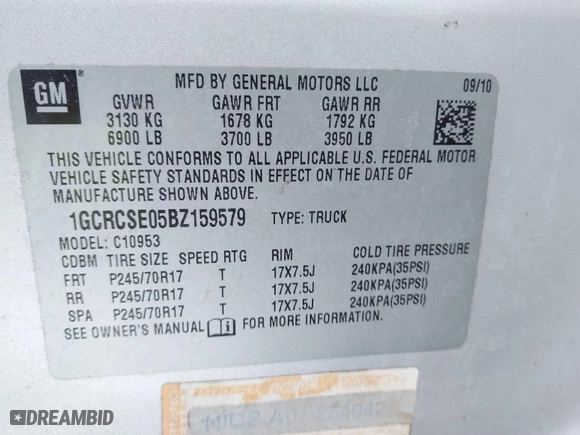 GM
®
MFD BY GENERAL MOTORS LLC 09/10
GVWR GAWR FRT GAWR RR
3130 KG 1678 KG 1792 KG
6900 LB 3700 LB 3950 LB
THIS VEHICLE CONFORMS TO ALL APPLICABLE U.S. FEDERAL MOTOR
VEHICLE SAFETY STANDARDS IN EFFECT ON THE DATE OF
MANUFACTURE SHOWN ABOVE.
1GCRCSE05BZ159579 TYPE: TRUCK
MODEL: C10953
CDBM TIRE SIZE SPEED RTG RIM COLD TIRE PRESSURE
FRT P245/70R17 T 17X7.5J 240KPA(35PSI)
RR P245/70R17 T 17X7.5J 240KPA(35PSI)
SPA P245/70R17 T 17X7.5J 240KPA(35PSI)
SEE OWNER'S MANUAL FOR MORE INFORMATION.
DREAMBID